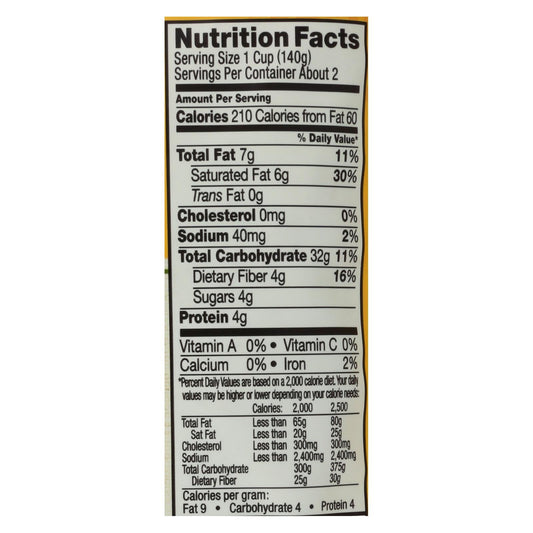 Nutrition Facts
Serving Size 1 Cup (140g)
Servings Per Container About 2
Amount Per Serving
Calories 210 Calories from Fat 60
% Daily Value*
Total Fat 7g 11%
Saturated Fat 6g 30%
Trans Fat 0g
Cholesterol 0mg 0%
Sodium 40mg 2%
Total Carbohydrate 32g 11%
Dietary Fiber 4g 16%
Sugars 4g
Protein 4g
Vitamin A 0% • Vitamin C 0%
Calcium 0% • Iron 2%
*Percent Daily Values are based on a 2,000 calorie diet. Your daily
values may be higher or lower depending on your calorie needs:
Calories: 2,000 2,500
Total Fat Less than 65g 80g
Sat Fat Less than 20g 25g
Cholesterol Less than 300mg 300mg
Sodium Less than 2,400mg 2,400mg
Total Carbohydrate 300g 375g
Dietary Fiber 25g 30g
Calories per gram:
Fat 9 • Carbohydrate 4 • Protein 4